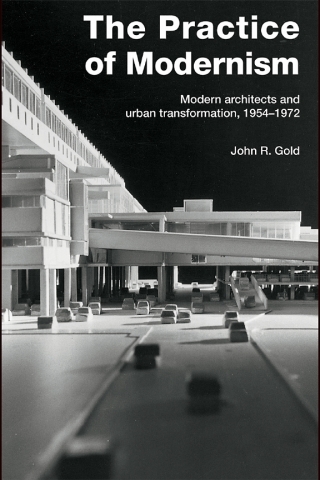 The Practice
of Modernism
Modern architects and
urban transformation, 1954–1972
John R. Gold